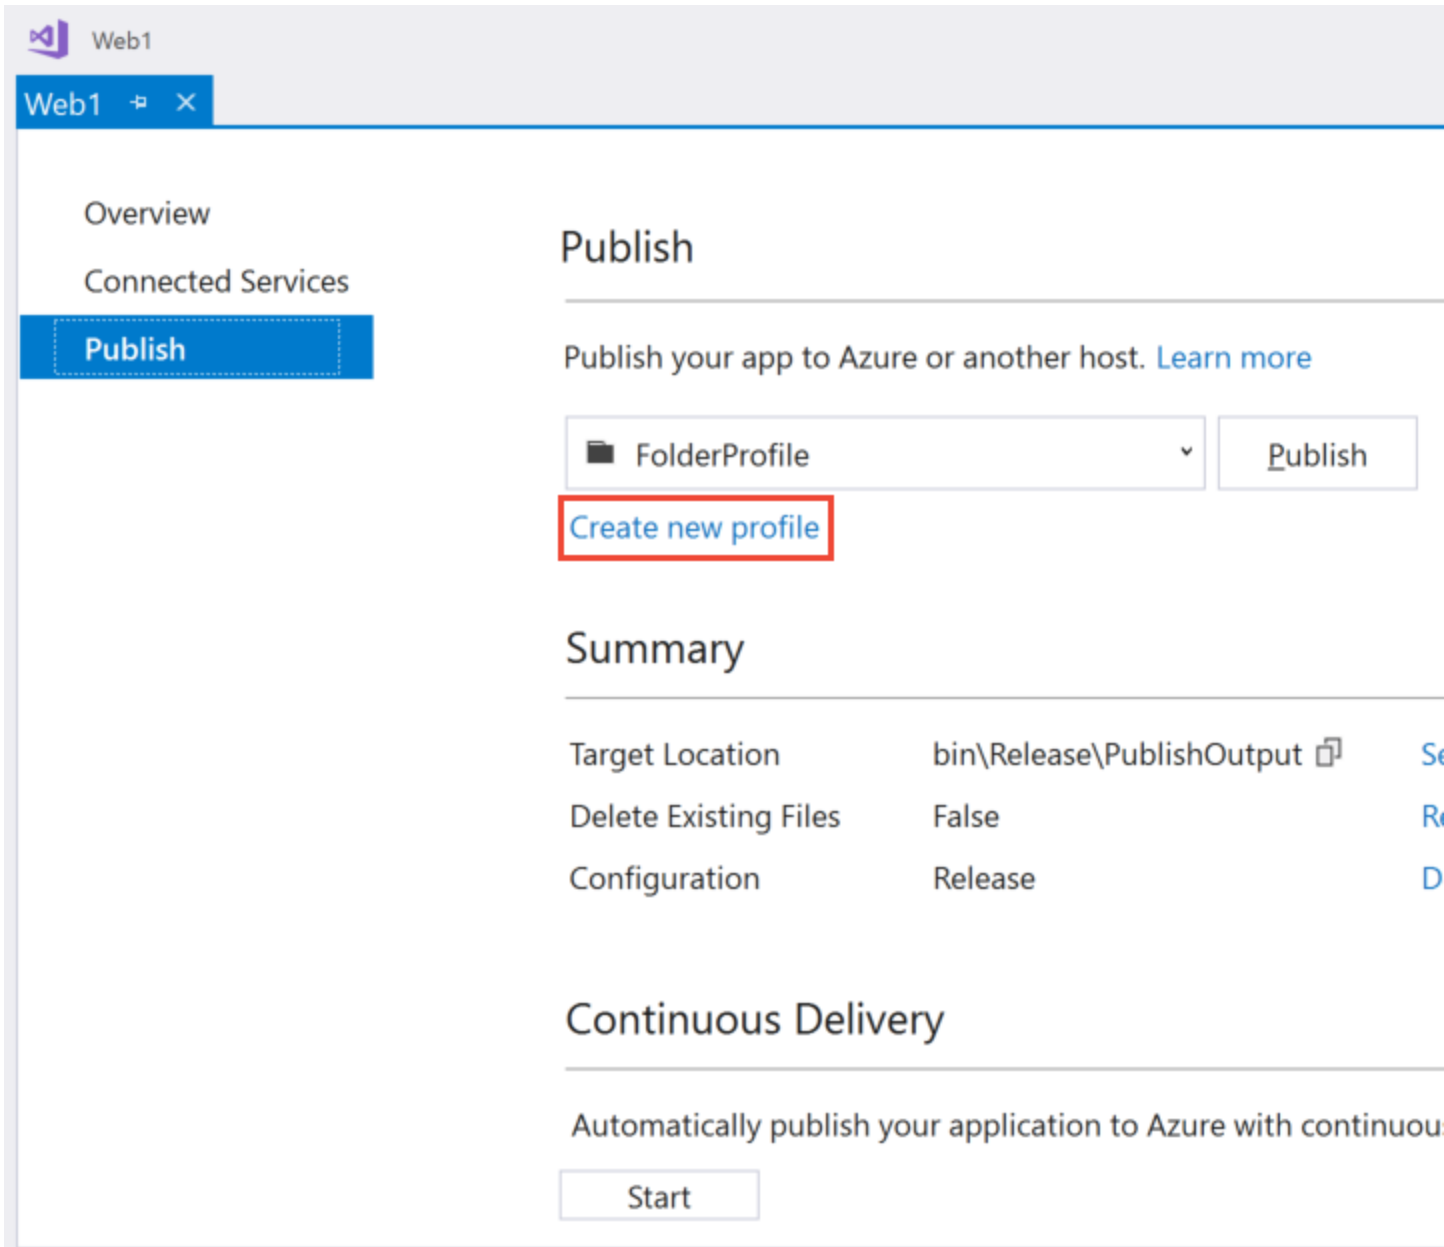 Web1
Web1
Overview
Connected Services
Publish
Publish
Publish your app to Azure or another host. Learn more
FolderProfile
Publish
Create new profile
Summary
Target Location bin\Release\PublishOutput
Delete Existing Files False
Configuration Release
Continuous Delivery
Automatically publish your application to Azure with
Start